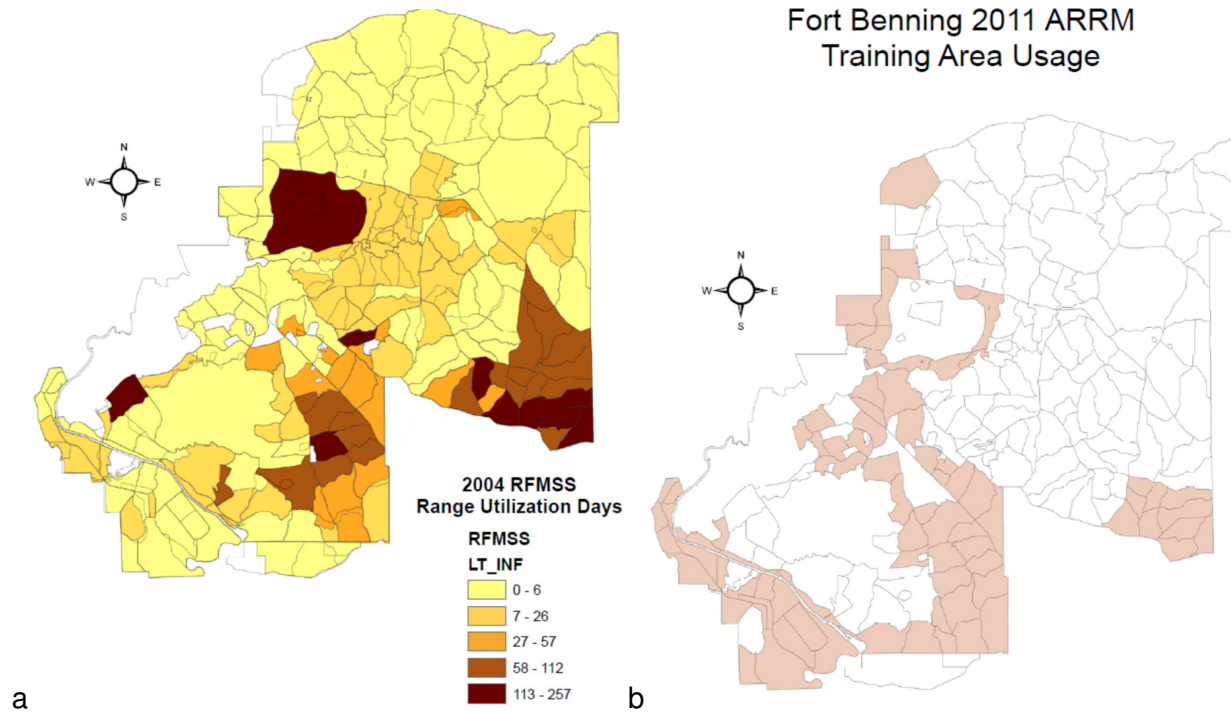 Fort Benning 2011 ARRM
Training Area Usage
N
W E
S
N
W E
S
2004 RFMSS
Range Utilization Days
RFMSS
LT_INF
0 - 6
7 - 26
27 - 57
58 - 112
113 - 257
a
b